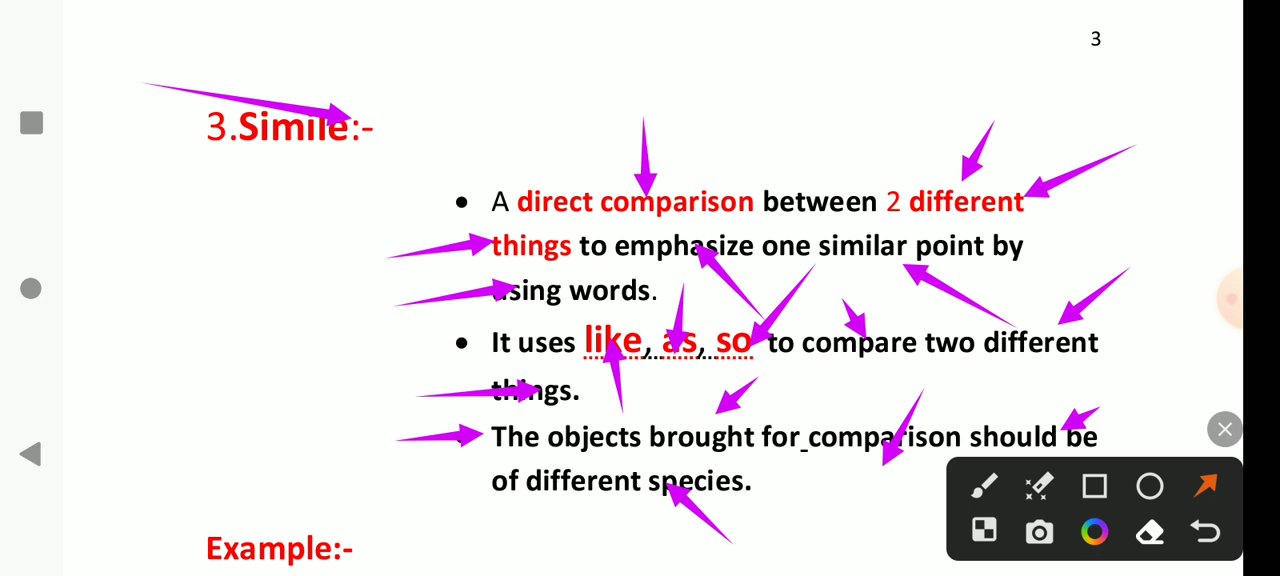 3
3.Simile:-
• A direct comparison between 2 different
things to emphasize one similar point by
using words.
• It uses like, as, so to compare two different
things.
• The objects brought for comparison should be
of different species.
Example:-